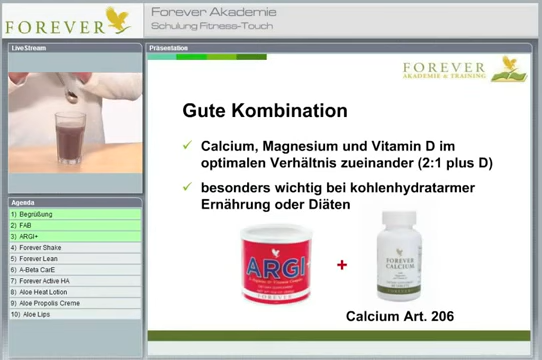 FOREVER
Forever Akademie
Schulung Fitness-Touch
LiveStream
Präsentation
FOREVER
AKADEMIE & TRAINING
Gute Kombination
Calcium, Magnesium und Vitamin D im
optimalen Verhältnis zueinander (2:1 plus D)
besonders wichtig bei kohlenhydratarmer
Ernährung oder Diäten
ARGI+
FOREVER
+
FOREVER
CALCIUM
Calcium Art. 206
Agenda
1) Begrüßung
2) FAB
3) ARGI+
4) Forever Shake
5) Forever Lean
6) A-Beta CarE
7) Forever Active HA
8) Aloe Heat Lotion
9) Aloe Propolis Creme
10) Aloe Lips